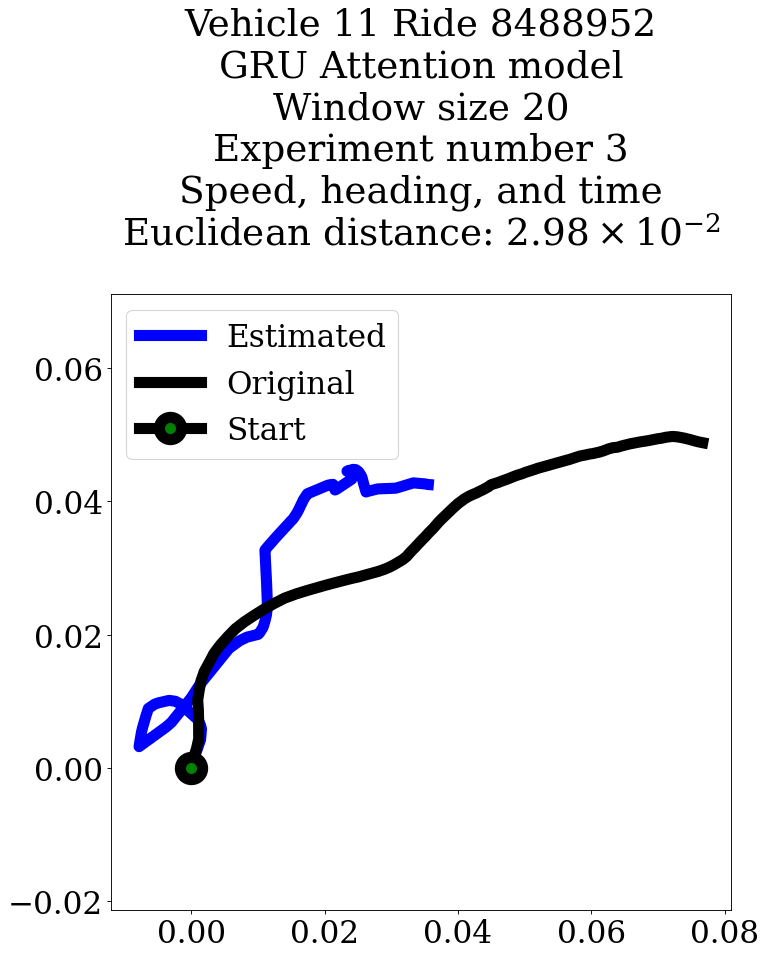 Vehicle 11 Ride 8488952
GRU Attention model
Window size 20
Experiment number 3
Speed, heading, and time
Euclidean distance: 2.98 × 10⁻²
Estimated
Original
Start
0.06
0.04
0.02
0.00
−0.02
0.00 0.02 0.04 0.06 0.08